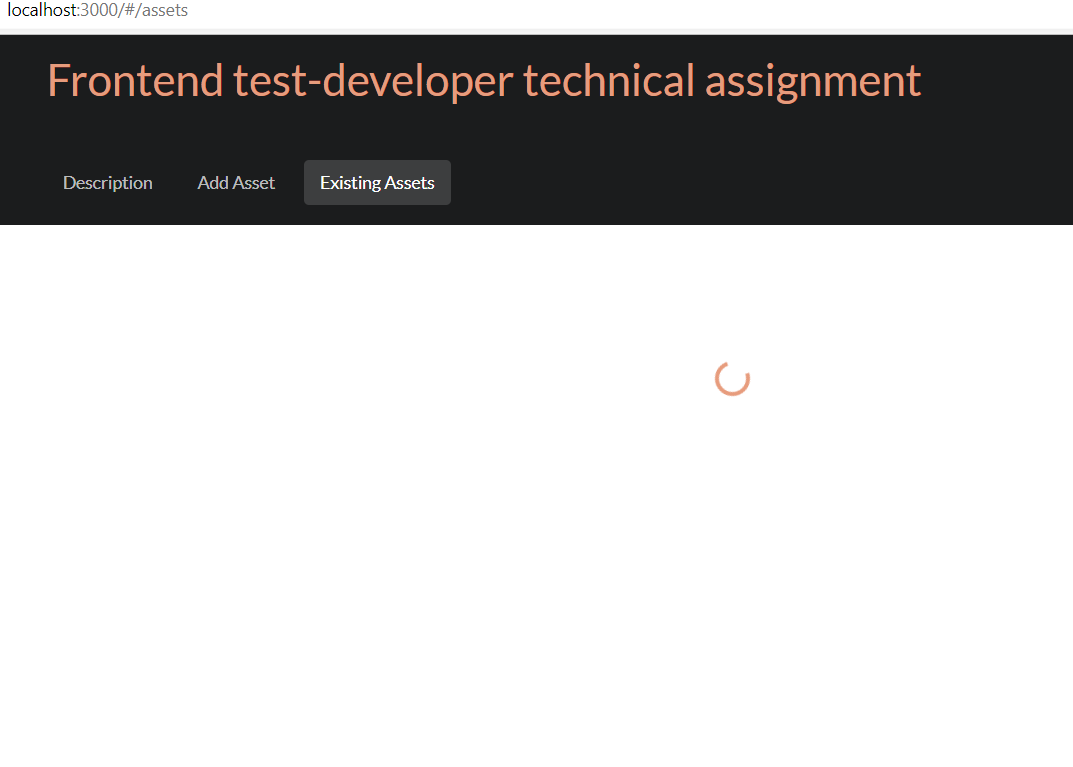 localhost:3000/#/assets
Frontend test-developer technical assignment
Description Add Asset Existing Assets